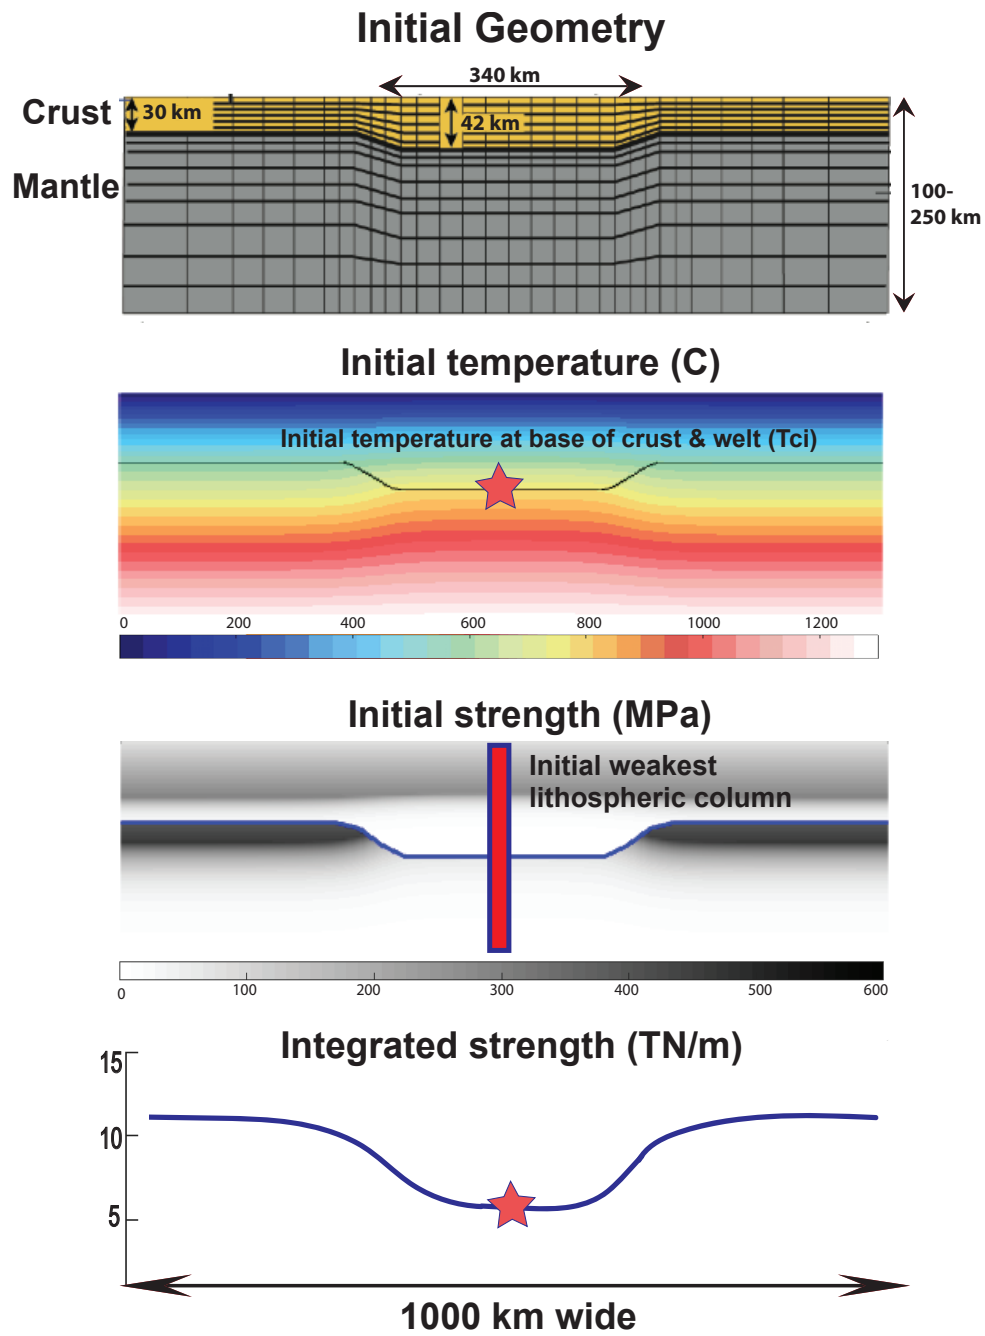 Initial Geometry
340 km
Crust
30 km
42 km
Mantle
100-
250 km
Initial temperature (C)
Initial temperature at base of crust & welt (Tci)
0 200 400 600 800 1000 1200
Initial strength (MPa)
Initial weakest
lithospheric column
0 100 200 300 400 500 600
Integrated strength (TN/m)
15
10
5
1000 km wide